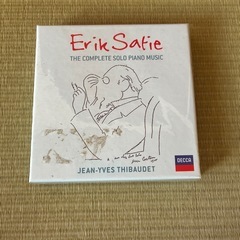 Erik Satie
THE COMPLETE SOLO PIANO MUSIC
JEAN-YVES THIBAUDET
DECCA